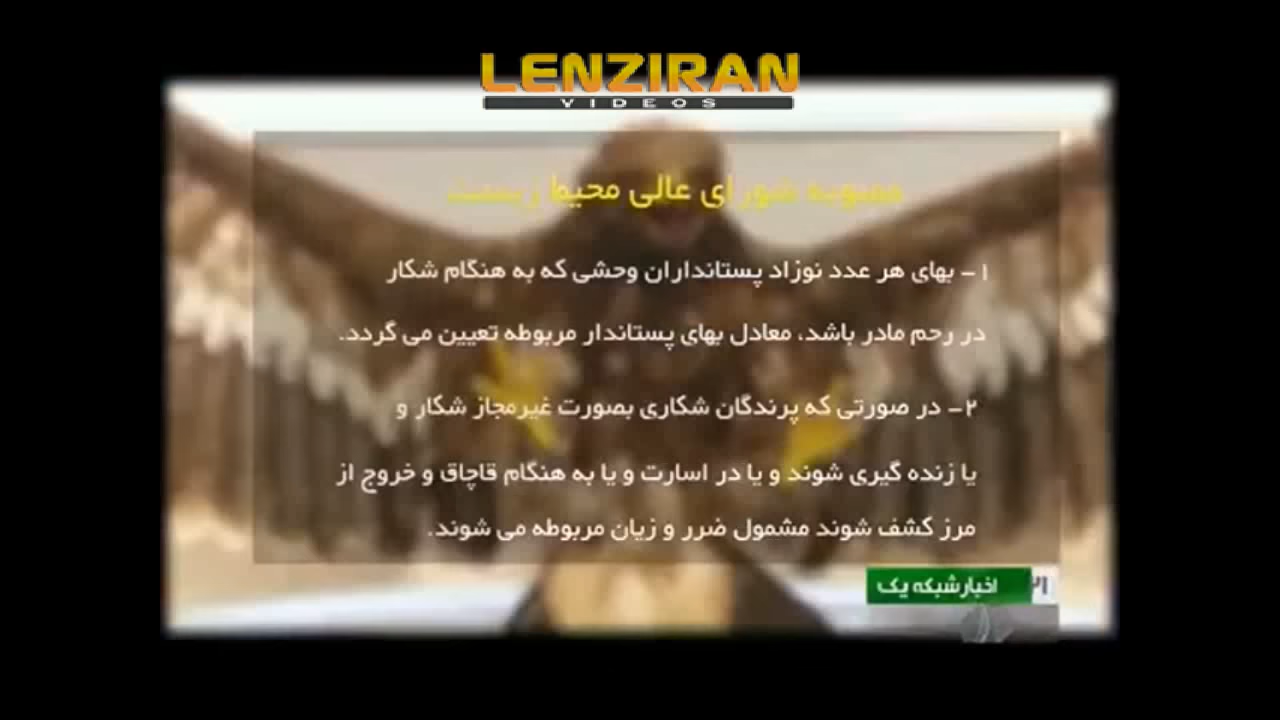 LENZIRAN
VIDEOS
مصوبه شورای عالی محیط زیست
۱- بهای هر عدد نوزاد پستانداران وحشی که به هنگام شکار
در رحم مادر باشد، معادل بهای پستاندار مربوطه تعیین می گردد.
۲- در صورتی که پرندگان شکاری بصورت غیرمجاز شکار و
یا زنده گیری شوند و یا در اسارت و یا به هنگام قاچاق و خروج از
مرز کشف شوند مشمول ضرر و زیان مربوطه می شوند.
۲۱ اخبار شبکه یک